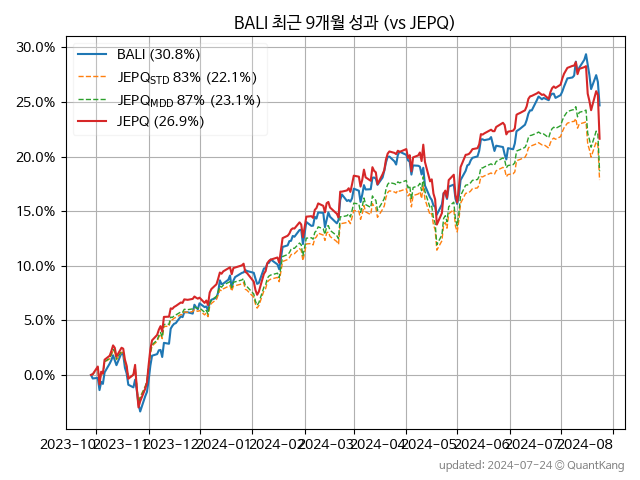 BALI 최근 9개월 성과 (vs JEPQ)
30.0%
25.0%
20.0%
15.0%
10.0%
5.0%
0.0%
BALI (30.8%)
JEPQSTD 83% (22.1%)
JEPQMDD 87% (23.1%)
JEPQ (26.9%)
2023-10 2023-11 2023-12 2024-01 2024-02 2024-03 2024-04 2024-05 2024-06 2024-07 2024-08
updated: 2024-07-24 © QuantKang